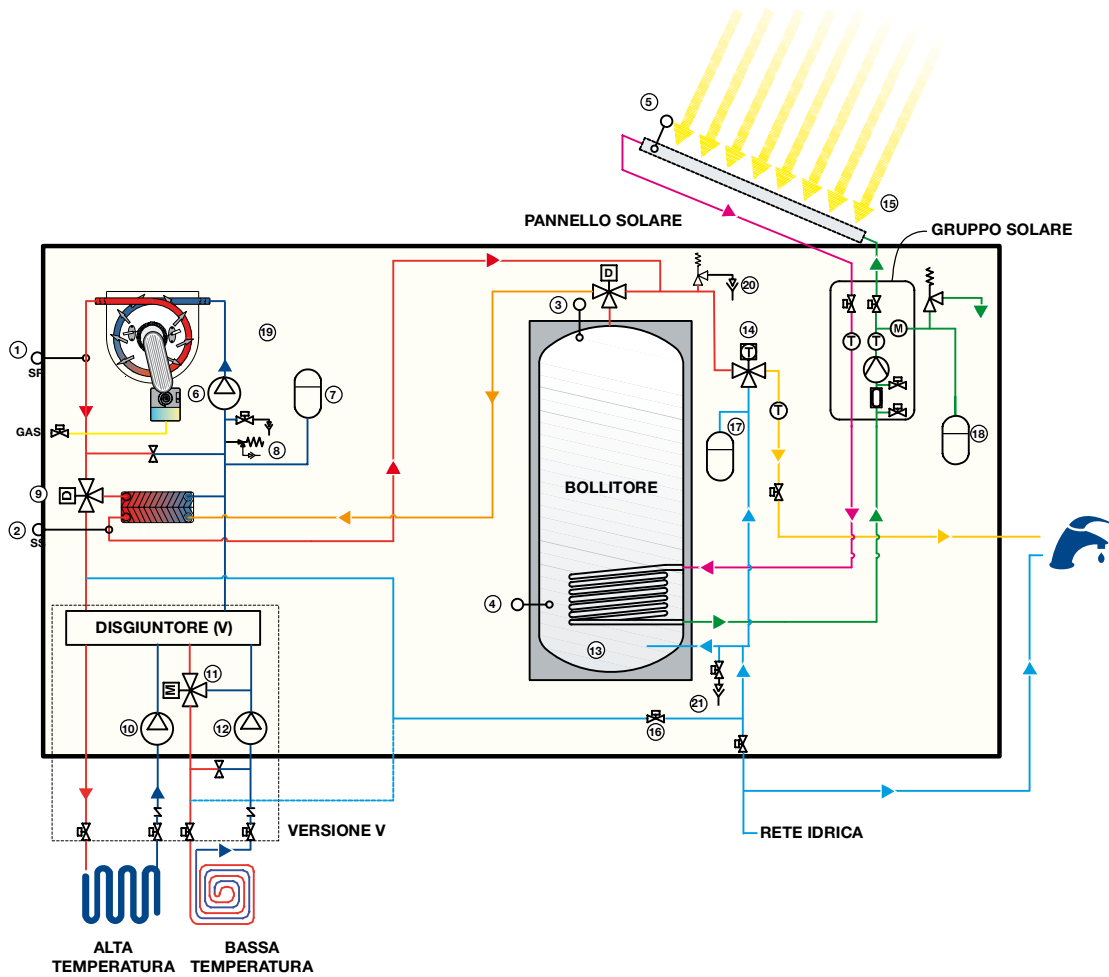 5
15
PANNELLO SOLARE
GRUPPO SOLARE
D
20
3
19
14
T
1
SR
M
T
T
6
7
T
17
18
GAS
8
BOLLITORE
9
D
2
SS
4
DISGIUNTORE (V)
13
11
M
21
10
12
16
VERSIONE V
RETE IDRICA
ALTA
TEMPERATURA
BASSA
TEMPERATURA